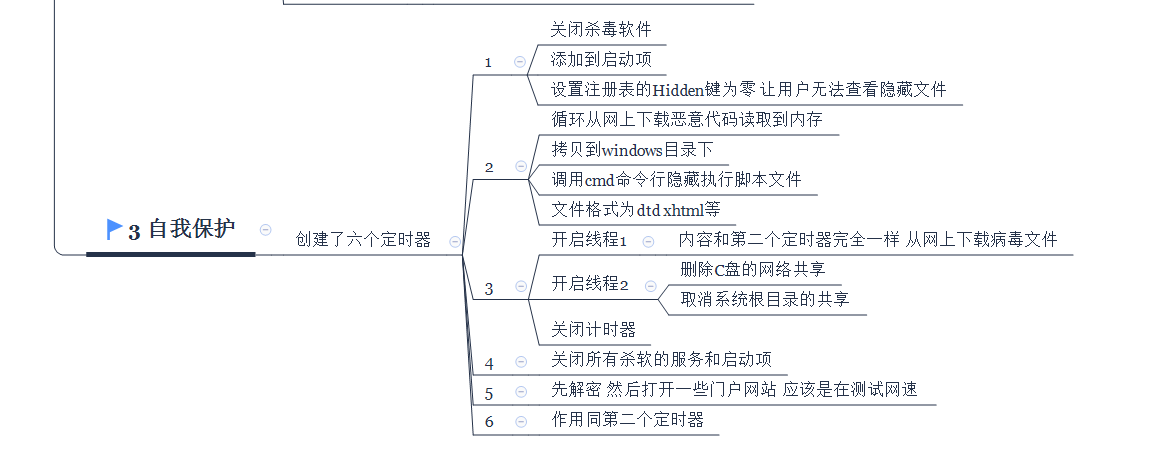 3 自我保护
创建了六个定时器
1
关闭杀毒软件
添加到启动项
设置注册表的Hidden键为零 让用户无法查看隐藏文件
2
循环从网上下载恶意代码读取到内存
拷贝到windows目录下
调用cmd命令行隐藏执行脚本文件
文件格式为dtd xhtml等
3
开启线程1
内容和第二个定时器完全一样 从网上下载病毒文件
开启线程2
删除C盘的网络共享
取消系统根目录的共享
关闭计时器
4
关闭所有杀软的服务和启动项
5
先解密 然后打开一些门户网站 应该是在测试网速
6
作用同第二个定时器